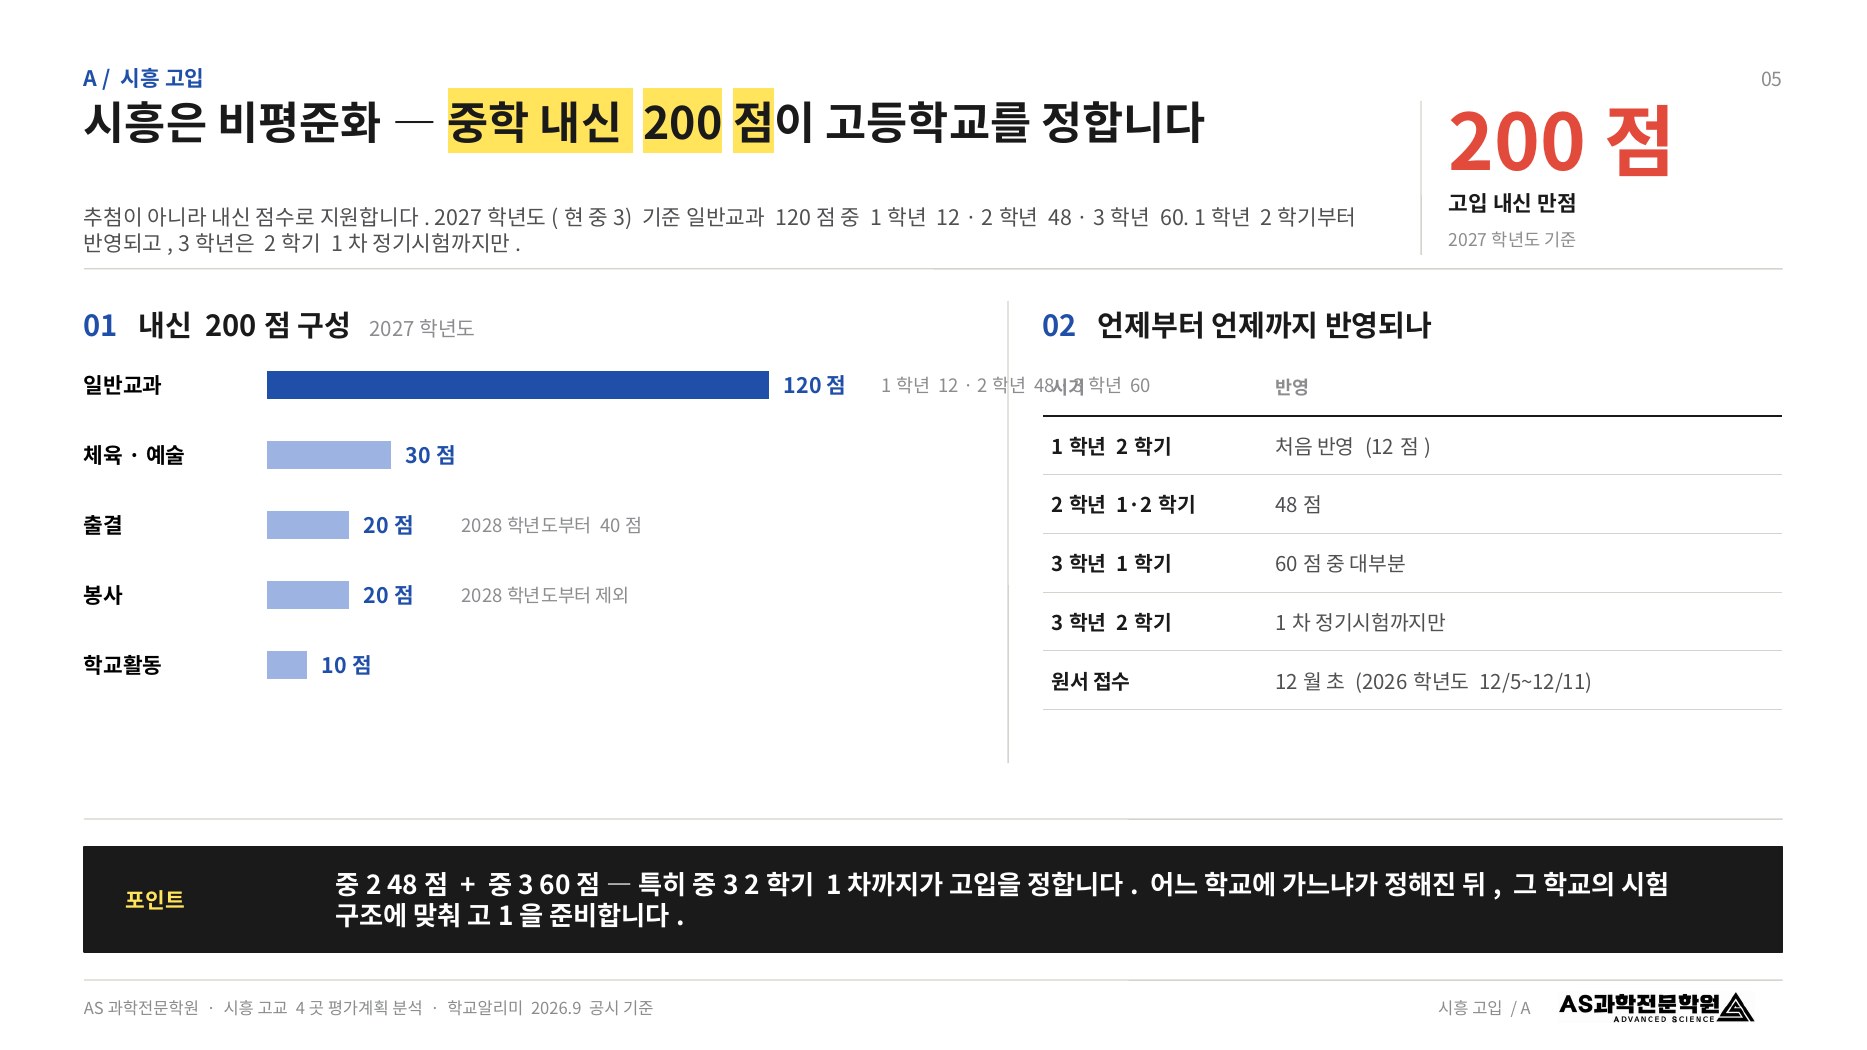 A / 시흥 고입
05
시흥은 비평준화 — 중학 내신 200 점이 고등학교를 정합니다
200 점
고입 내신 만점
2027 학년도 기준
추첨이 아니라 내신 점수로 지원합니다 . 2027 학년도 ( 현 중 3) 기준 일반교과 120 점 중 1 학년 12 · 2 학년 48 · 3 학년 60. 1 학년 2 학기부터
반영되고 , 3 학년은 2 학기 1 차 정기시험까지만 .
01 내신 200 점 구성 2027 학년도
일반교과 120 점 1 학년 12 · 2 학년 48 · 3 학년 60
체육 · 예술 30 점
출결 20 점 2028 학년도부터 40 점
봉사 20 점 2028 학년도부터 제외
학교활동 10 점
02 언제부터 언제까지 반영되나
시기 반영
1 학년 2 학기 처음 반영 (12 점 )
2 학년 1·2 학기 48 점
3 학년 1 학기 60 점 중 대부분
3 학년 2 학기 1 차 정기시험까지만
원서 접수 12 월 초 (2026 학년도 12/5~12/11)
포인트
중 2 48 점 + 중 3 60 점 — 특히 중 3 2 학기 1 차까지가 고입을 정합니다 . 어느 학교에 가느냐가 정해진 뒤 , 그 학교의 시험
구조에 맞춰 고 1 을 준비합니다 .
AS 과학전문학원 · 시흥 고교 4 곳 평가계획 분석 · 학교알리미 2026.9 공시 기준
시흥 고입 / A
AS과학전문학원
ADVANCED SCIENCE